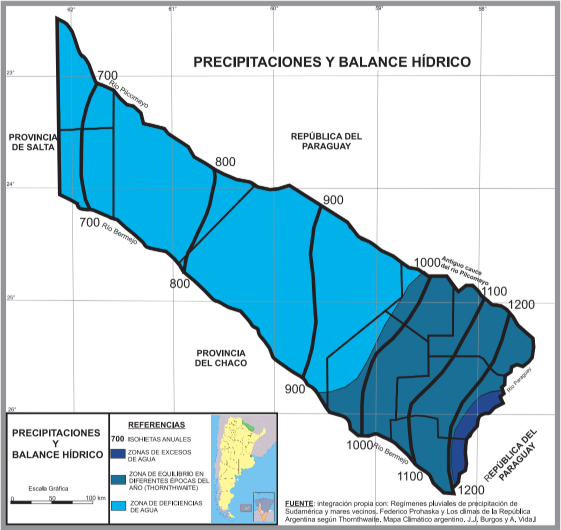 62
61
60
59
58
PRECIPITACIONES Y BALANCE HÍDRICO
23°
700
Río Pilcomayo
PROVINCIA
DE SALTA
REPÚBLICA DEL
PARAGUAY
800
24°
900
700
Río Bermejo
1000
Antiguo cauce
del río Pilcomayo
800
1100
1200
25°
PROVINCIA
DEL CHACO
Río Paraguay
900
26°
1000
Río Bermejo
REPÚBLICA DEL
PARAGUAY
1100
1200
PRECIPITACIONES
Y
BALANCE HÍDRICO
Escala Gráfica
0 50 100 km
REFERENCIAS
700 ISOHIETAS ANUALES
ZONAS DE EXCESOS
DE AGUA
ZONA DE EQUILIBRIO EN
DIFERENTES ÉPOCAS DEL
AÑO (THORNTHWAITE)
ZONA DE DEFICIENCIAS
DE AGUA
FUENTE: integración propia con: Regímenes pluviales de precipitación de
Sudamérica y mares vecinos, Federico Prohaska y Los climas de la República
Argentina según Thornthwaite, Mapa Climático argentino, J.J, Burgos y A, Vidal.l